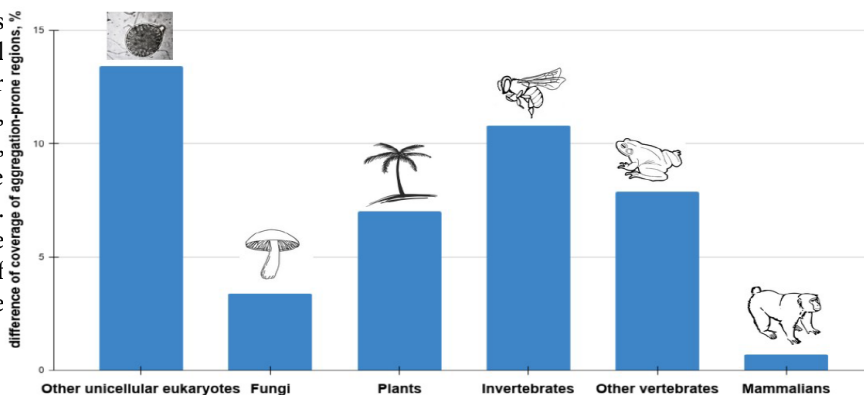 difference of coverage of aggregation-prone regions, %
15
10
5
0
Other unicellular eukaryotes
Fungi
Plants
Invertebrates
Other vertebrates
Mammalians